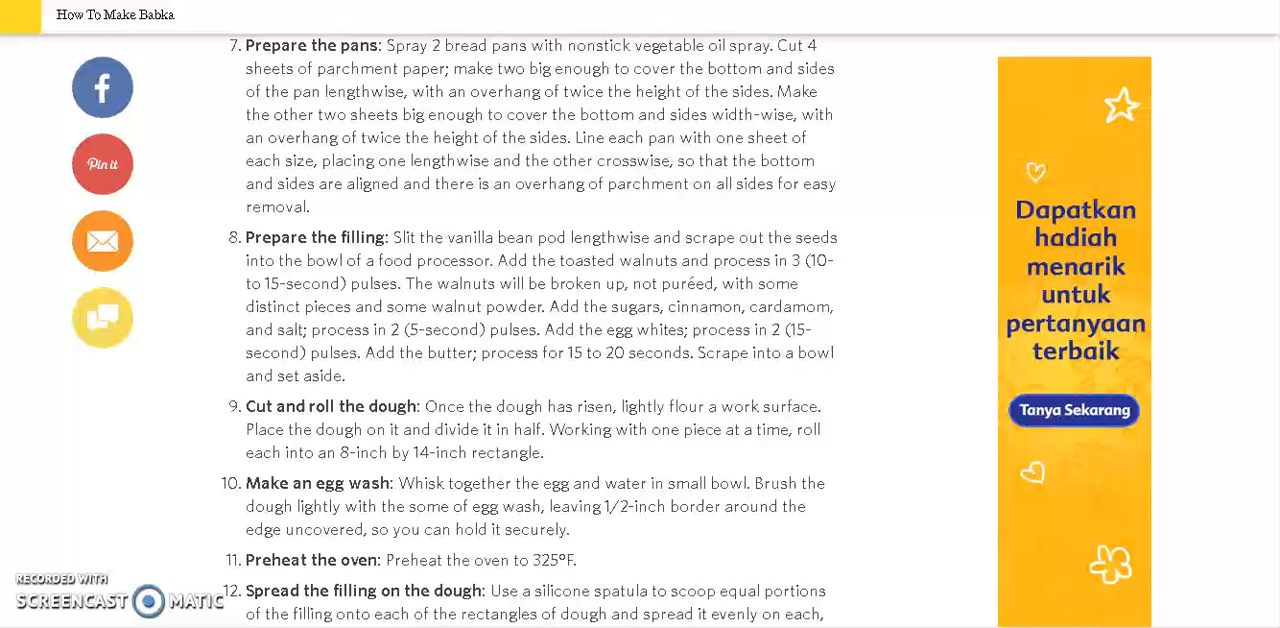 How To Make Babka
7. Prepare the pans: Spray 2 bread pans with nonstick vegetable oil spray. Cut 4
sheets of parchment paper; make two big enough to cover the bottom and sides
of the pan lengthwise, with an overhang of twice the height of the sides. Make
the other two sheets big enough to cover the bottom and sides width-wise, with
an overhang of twice the height of the sides. Line each pan with one sheet of
each size, placing one lengthwise and the other crosswise, so that the bottom
and sides are aligned and there is an overhang of parchment on all sides for easy
removal.
8. Prepare the filling: Slit the vanilla bean pod lengthwise and scrape out the seeds
into the bowl of a food processor. Add the toasted walnuts and process in 3 (10-
to 15-second) pulses. The walnuts will be broken up, not puréed, with some
distinct pieces and some walnut powder. Add the sugars, cinnamon, cardamom,
and salt; process in 2 (5-second) pulses. Add the egg whites; process in 2 (15-
second) pulses. Add the butter; process for 15 to 20 seconds. Scrape into a bowl
and set aside.
9. Cut and roll the dough: Once the dough has risen, lightly flour a work surface.
Place the dough on it and divide it in half. Working with one piece at a time, roll
each into an 8-inch by 14-inch rectangle.
10. Make an egg wash: Whisk together the egg and water in small bowl. Brush the
dough lightly with the some of egg wash, leaving 1/2-inch border around the
edge uncovered, so you can hold it securely.
11. Preheat the oven: Preheat the oven to 325°F.
12. Spread the filling on the dough: Use a silicone spatula to scoop equal portions
of the filling onto each of the rectangles of dough and spread it evenly on each,
f
Pin it
Dapatkan
hadiah
menarik
untuk
pertanyaan
terbaik
Tanya Sekarang
RECORDED WITH
SCREENCAST MATIC